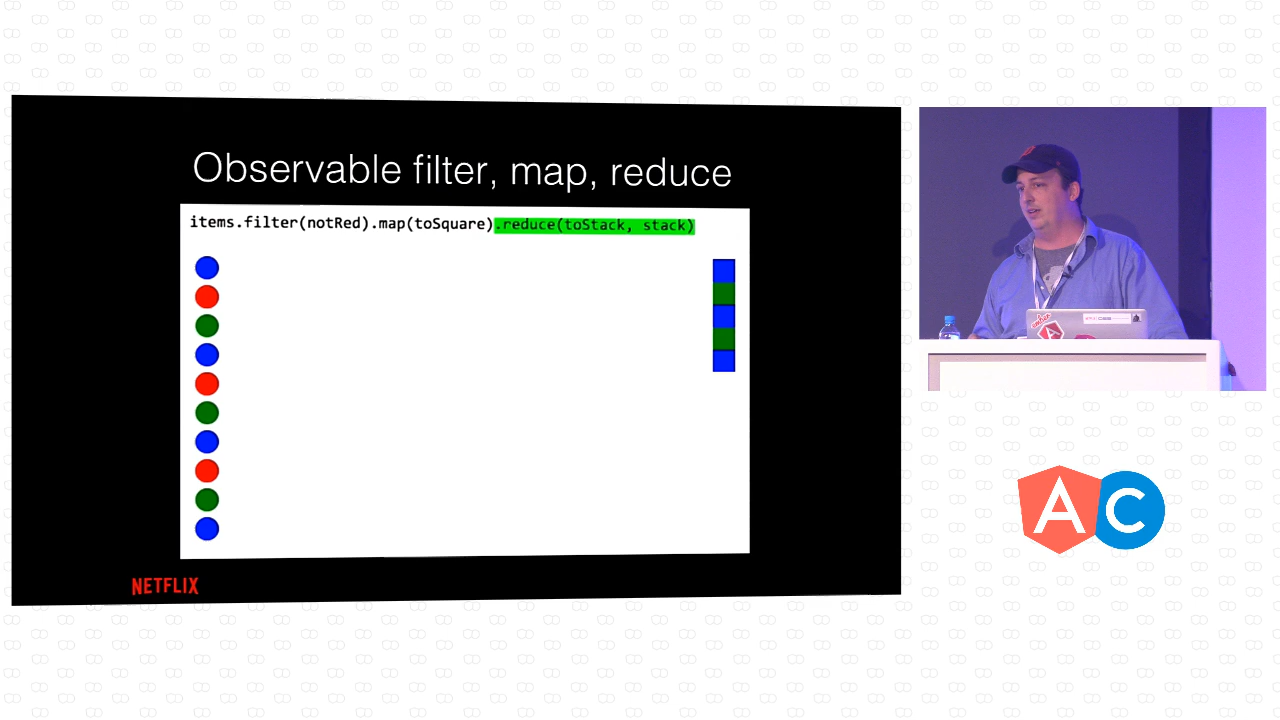 Observable filter, map, reduce
items.filter(notRed).map(toSquare).reduce(toStack, stack)
NETFLIX
A C